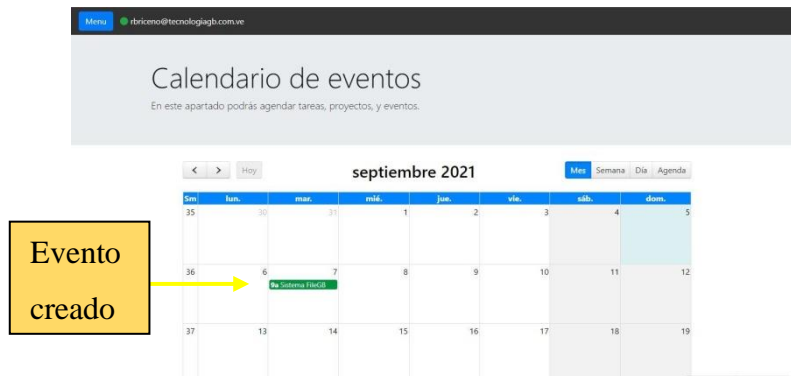 Menu rbriceno@tecnologiagb.com.ve
Calendario de eventos
En este apartado podrás agendar tareas, proyectos, y eventos.
< > Hoy septiembre 2021 Mes Semana Día Agenda
Sm lun. mar. mié. jue. vie. sáb. dom.
35 30 31 1 2 3 4 5
Evento
creado
36 6 7 8 9 10 11 12
9a Sistema FileGB
37 13 14 15 16 17 18 19